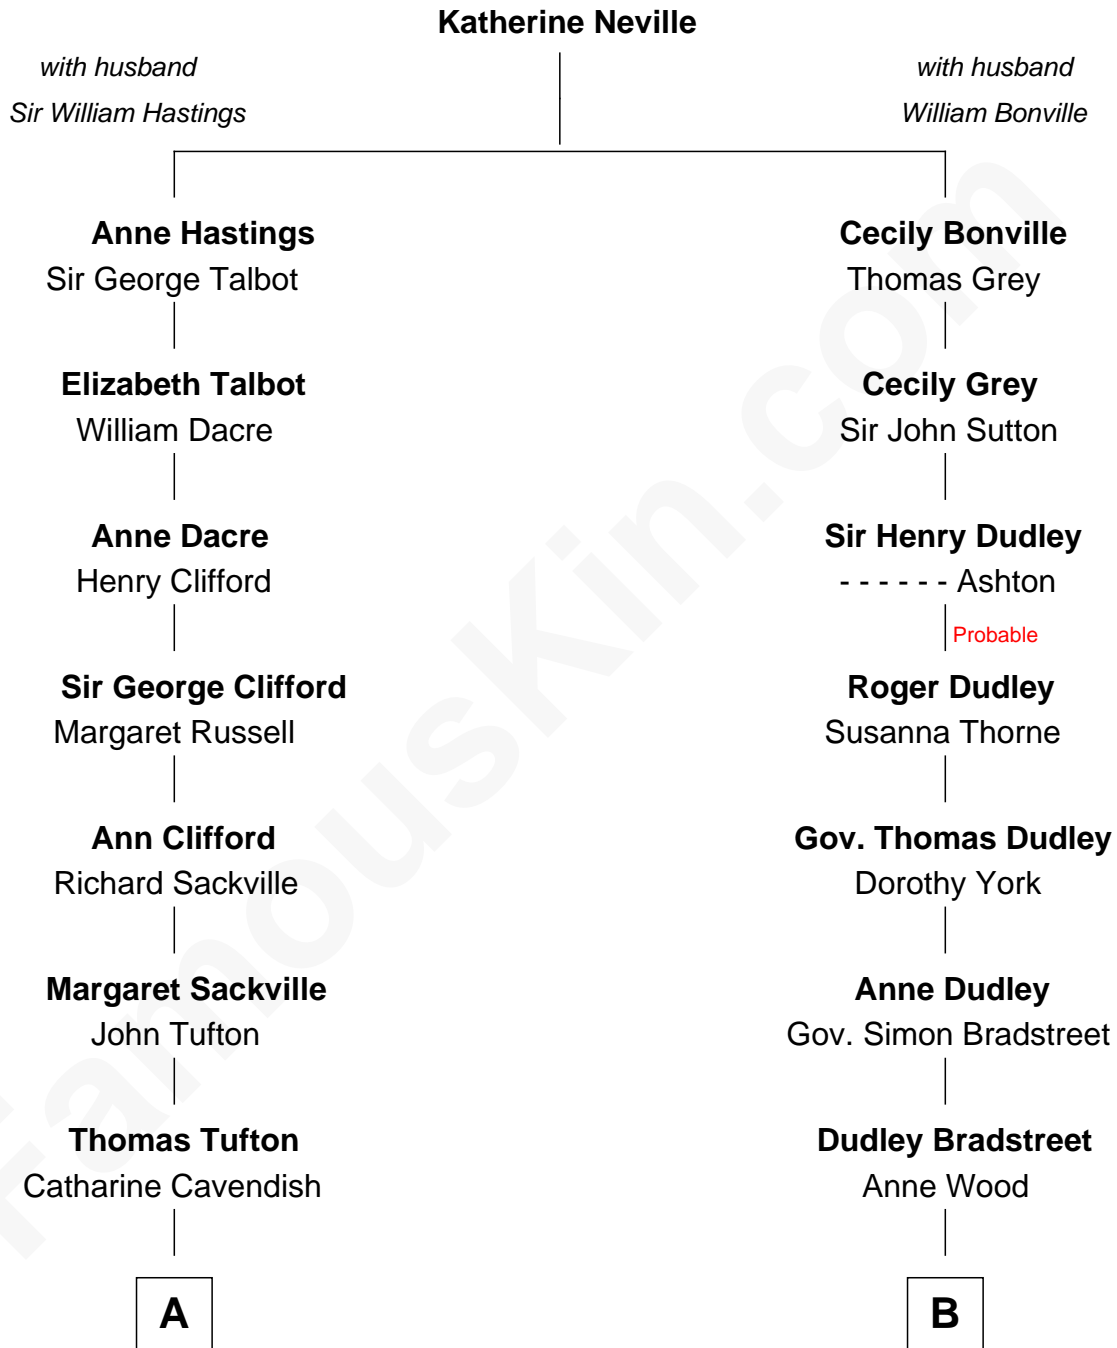 Katherine Neville
with husband
Sir William Hastings
with husband
William Bonville
Anne Hastings
Sir George Talbot
Cecily Bonville
Thomas Grey
Elizabeth Talbot
William Dacre
Cecily Grey
Sir John Sutton
Anne Dacre
Henry Clifford
Sir Henry Dudley
- - - - - - Ashton
Probable
Sir George Clifford
Margaret Russell
Roger Dudley
Susanna Thorne
Ann Clifford
Richard Sackville
Gov. Thomas Dudley
Dorothy York
Margaret Sackville
John Tufton
Anne Dudley
Gov. Simon Bradstreet
Thomas Tufton
Catharine Cavendish
Dudley Bradstreet
Anne Wood
A
B
FamousKin.com